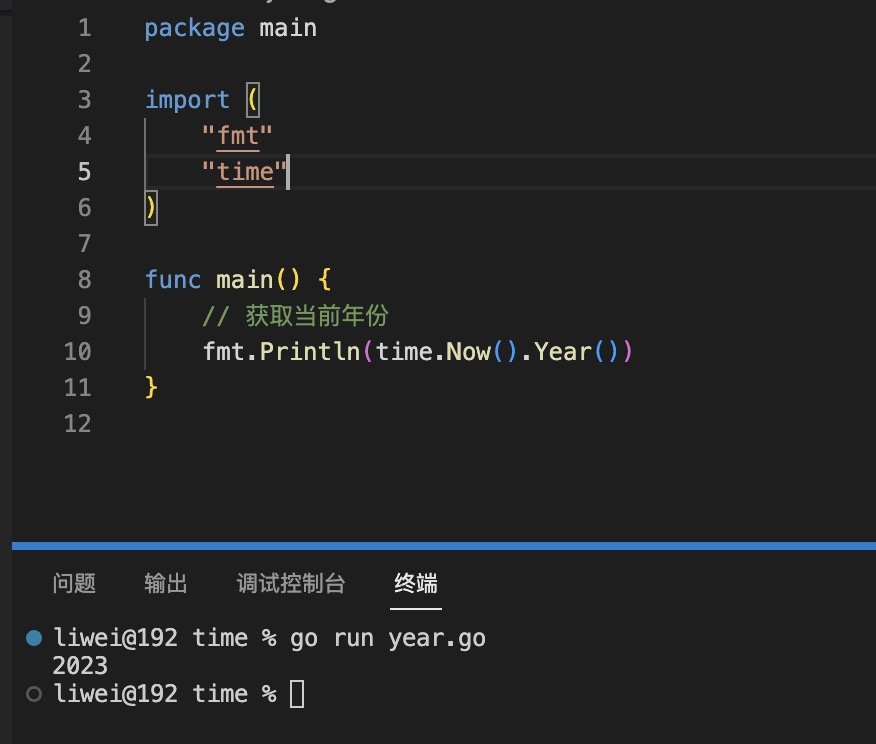 1 package main
2
3 import (
4 "fmt"
5 "time"
6 )
7
8 func main() {
9 // 获取当前年份
10 fmt.Println(time.Now().Year())
11 }
12
问题 输出 调试控制台 终端
liwei@192 time % go run year.go
2023
liwei@192 time %